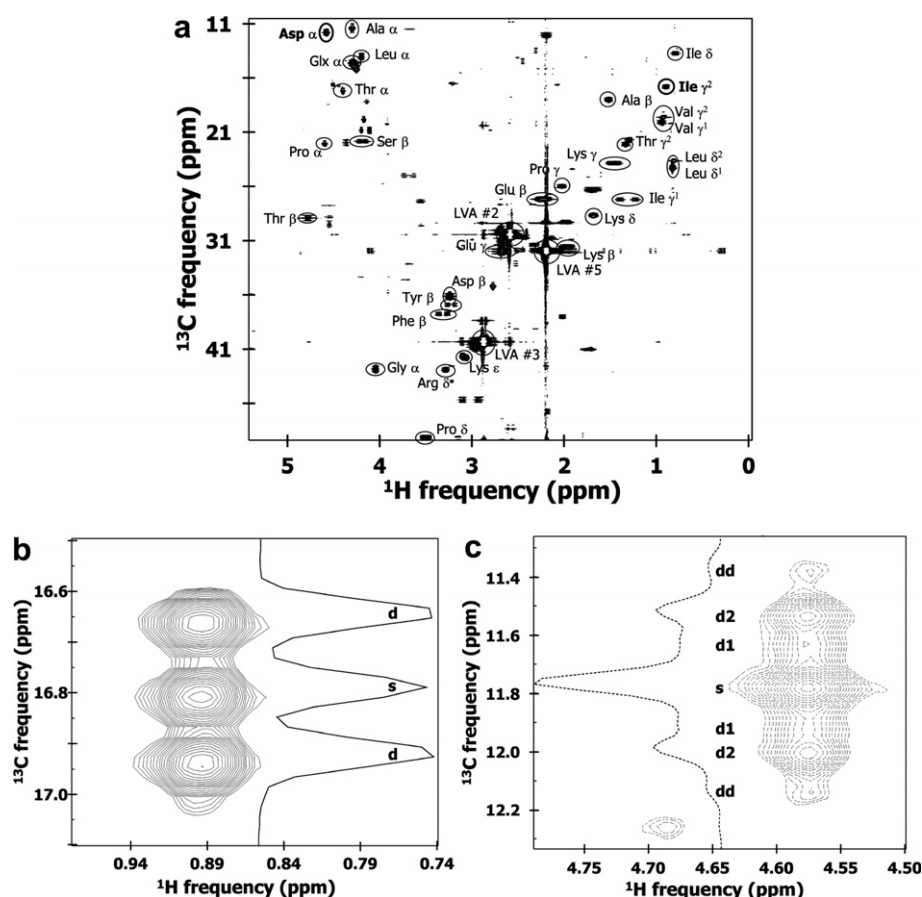 a
11
21
31
41
¹³C frequency (ppm)
Asp α
Ala α
Glx α
Leu α
Thr α
Pro α
Ser β
Thr β
Ile δ
Ile γ²
Ala β
Val γ²
Val γ¹
Thr γ²
Lys γ
Leu δ²
Leu δ¹
Pro γ
Glu β
Ile γ¹
Lys δ
LVA #2
Glu γ
Lys β
LVA #5
Asp β
Tyr β
Phe β
LVA #3
Gly α
Lys ε
Arg δ
Pro δ
5 4 3 2 1 0
¹H frequency (ppm)
b
¹³C frequency (ppm)
16.6
16.8
17.0
d
s
d
0.94 0.89 0.84 0.79 0.74
¹H frequency (ppm)
c
¹³C frequency (ppm)
11.4
11.6
11.8
12.0
12.2
dd
d2
d1
s
d1
d2
dd
4.75 4.70 4.65 4.60 4.55 4.50
¹H frequency (ppm)